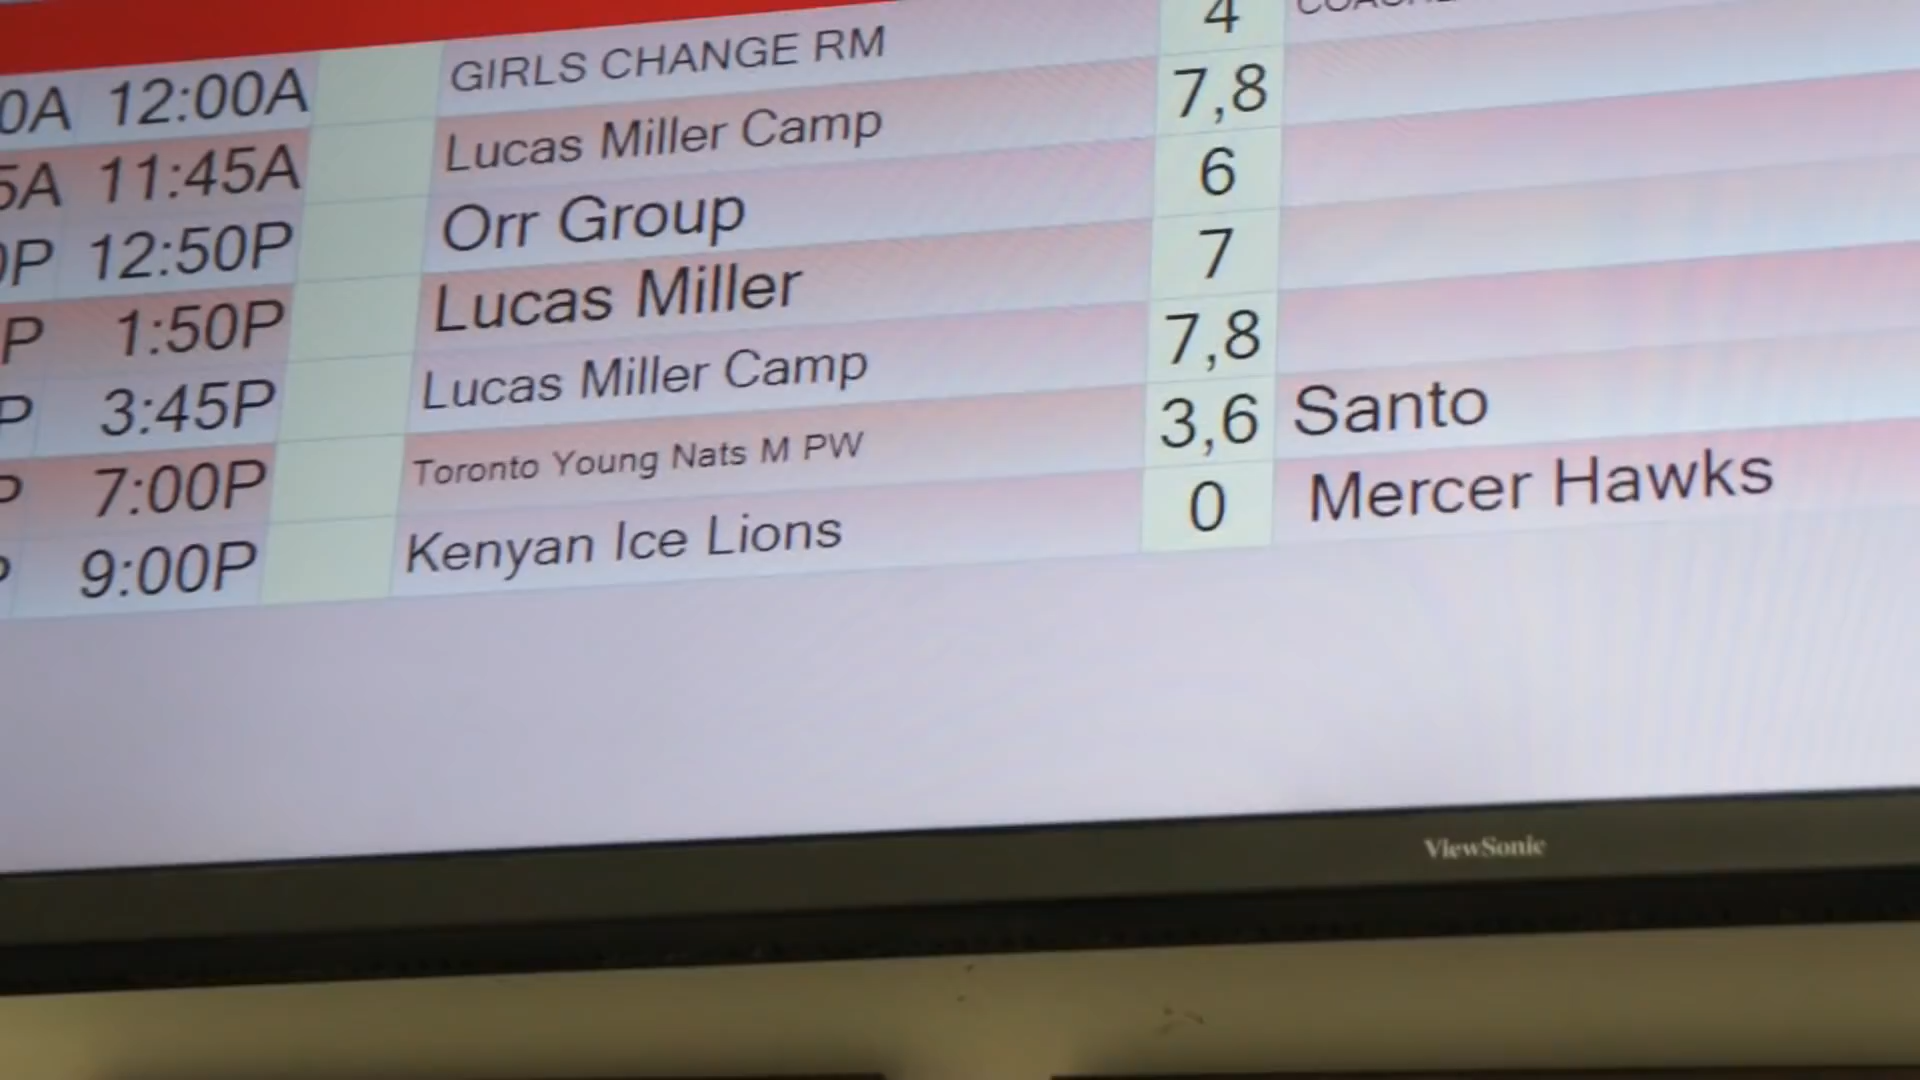 0A 12:00A GIRLS CHANGE RM 4
5A 11:45A Lucas Miller Camp 7,8
0P 12:50P Orr Group 6
P 1:50P Lucas Miller 7
P 3:45P Lucas Miller Camp 7,8
P 7:00P Toronto Young Nats M PW 3,6 Santo
9:00P Kenyan Ice Lions 0 Mercer Hawks
ViewSonic